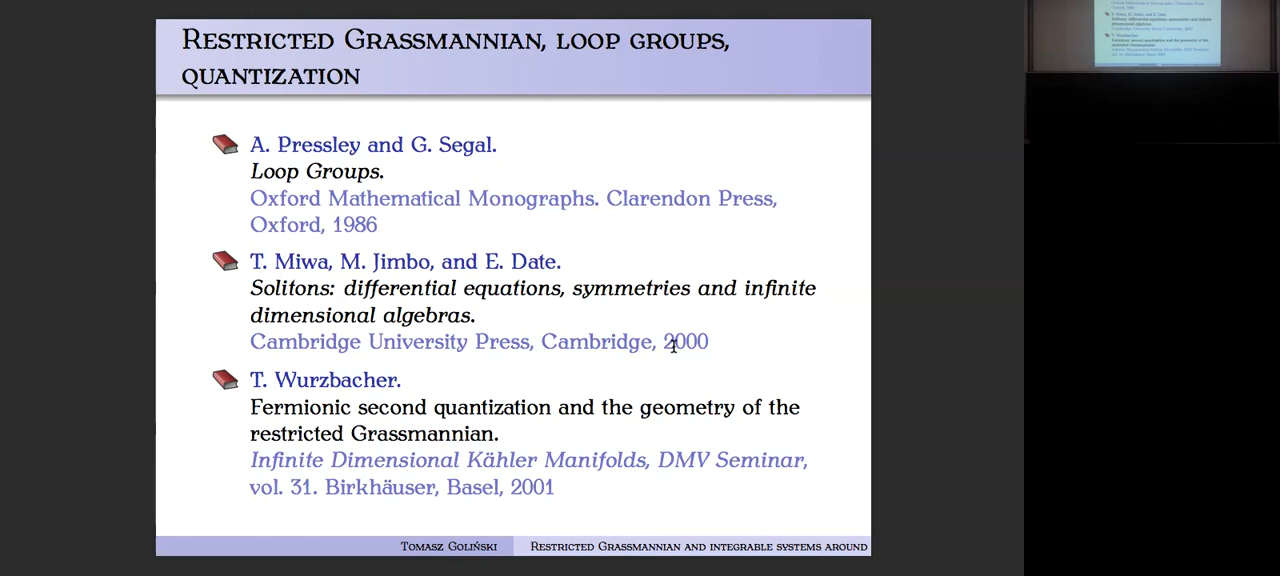 Restricted Grassmannian, loop groups,
quantization
A. Pressley and G. Segal.
Loop Groups.
Oxford Mathematical Monographs. Clarendon Press,
Oxford, 1986
T. Miwa, M. Jimbo, and E. Date.
Solitons: differential equations, symmetries and infinite
dimensional algebras.
Cambridge University Press, Cambridge, 2000
T. Wurzbacher.
Fermionic second quantization and the geometry of the
restricted Grassmannian.
Infinite Dimensional Kähler Manifolds, DMV Seminar,
vol. 31. Birkhäuser, Basel, 2001
Tomasz Goliński Restricted Grassmannian and integrable systems around